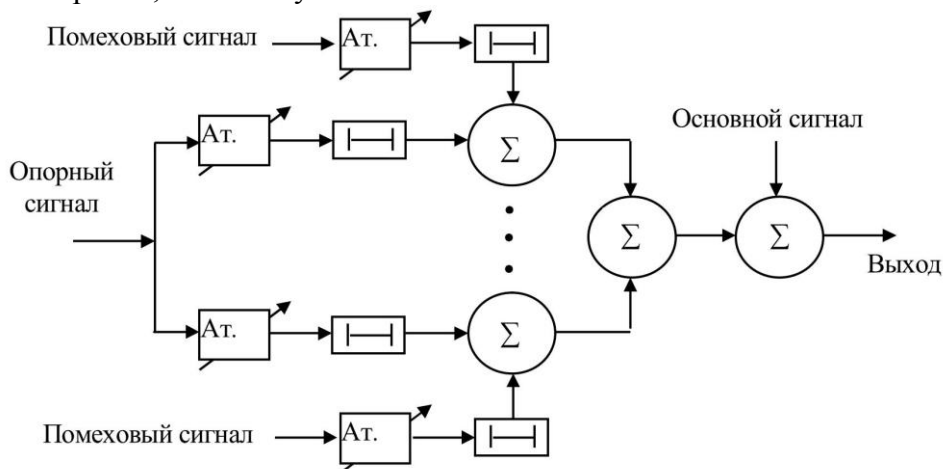 Помеховый сигнал
Ат.
Ат.
Σ
Основной сигнал
Опорный
сигнал
Σ
Σ
Выход
Ат.
Σ
Помеховый сигнал
Ат.